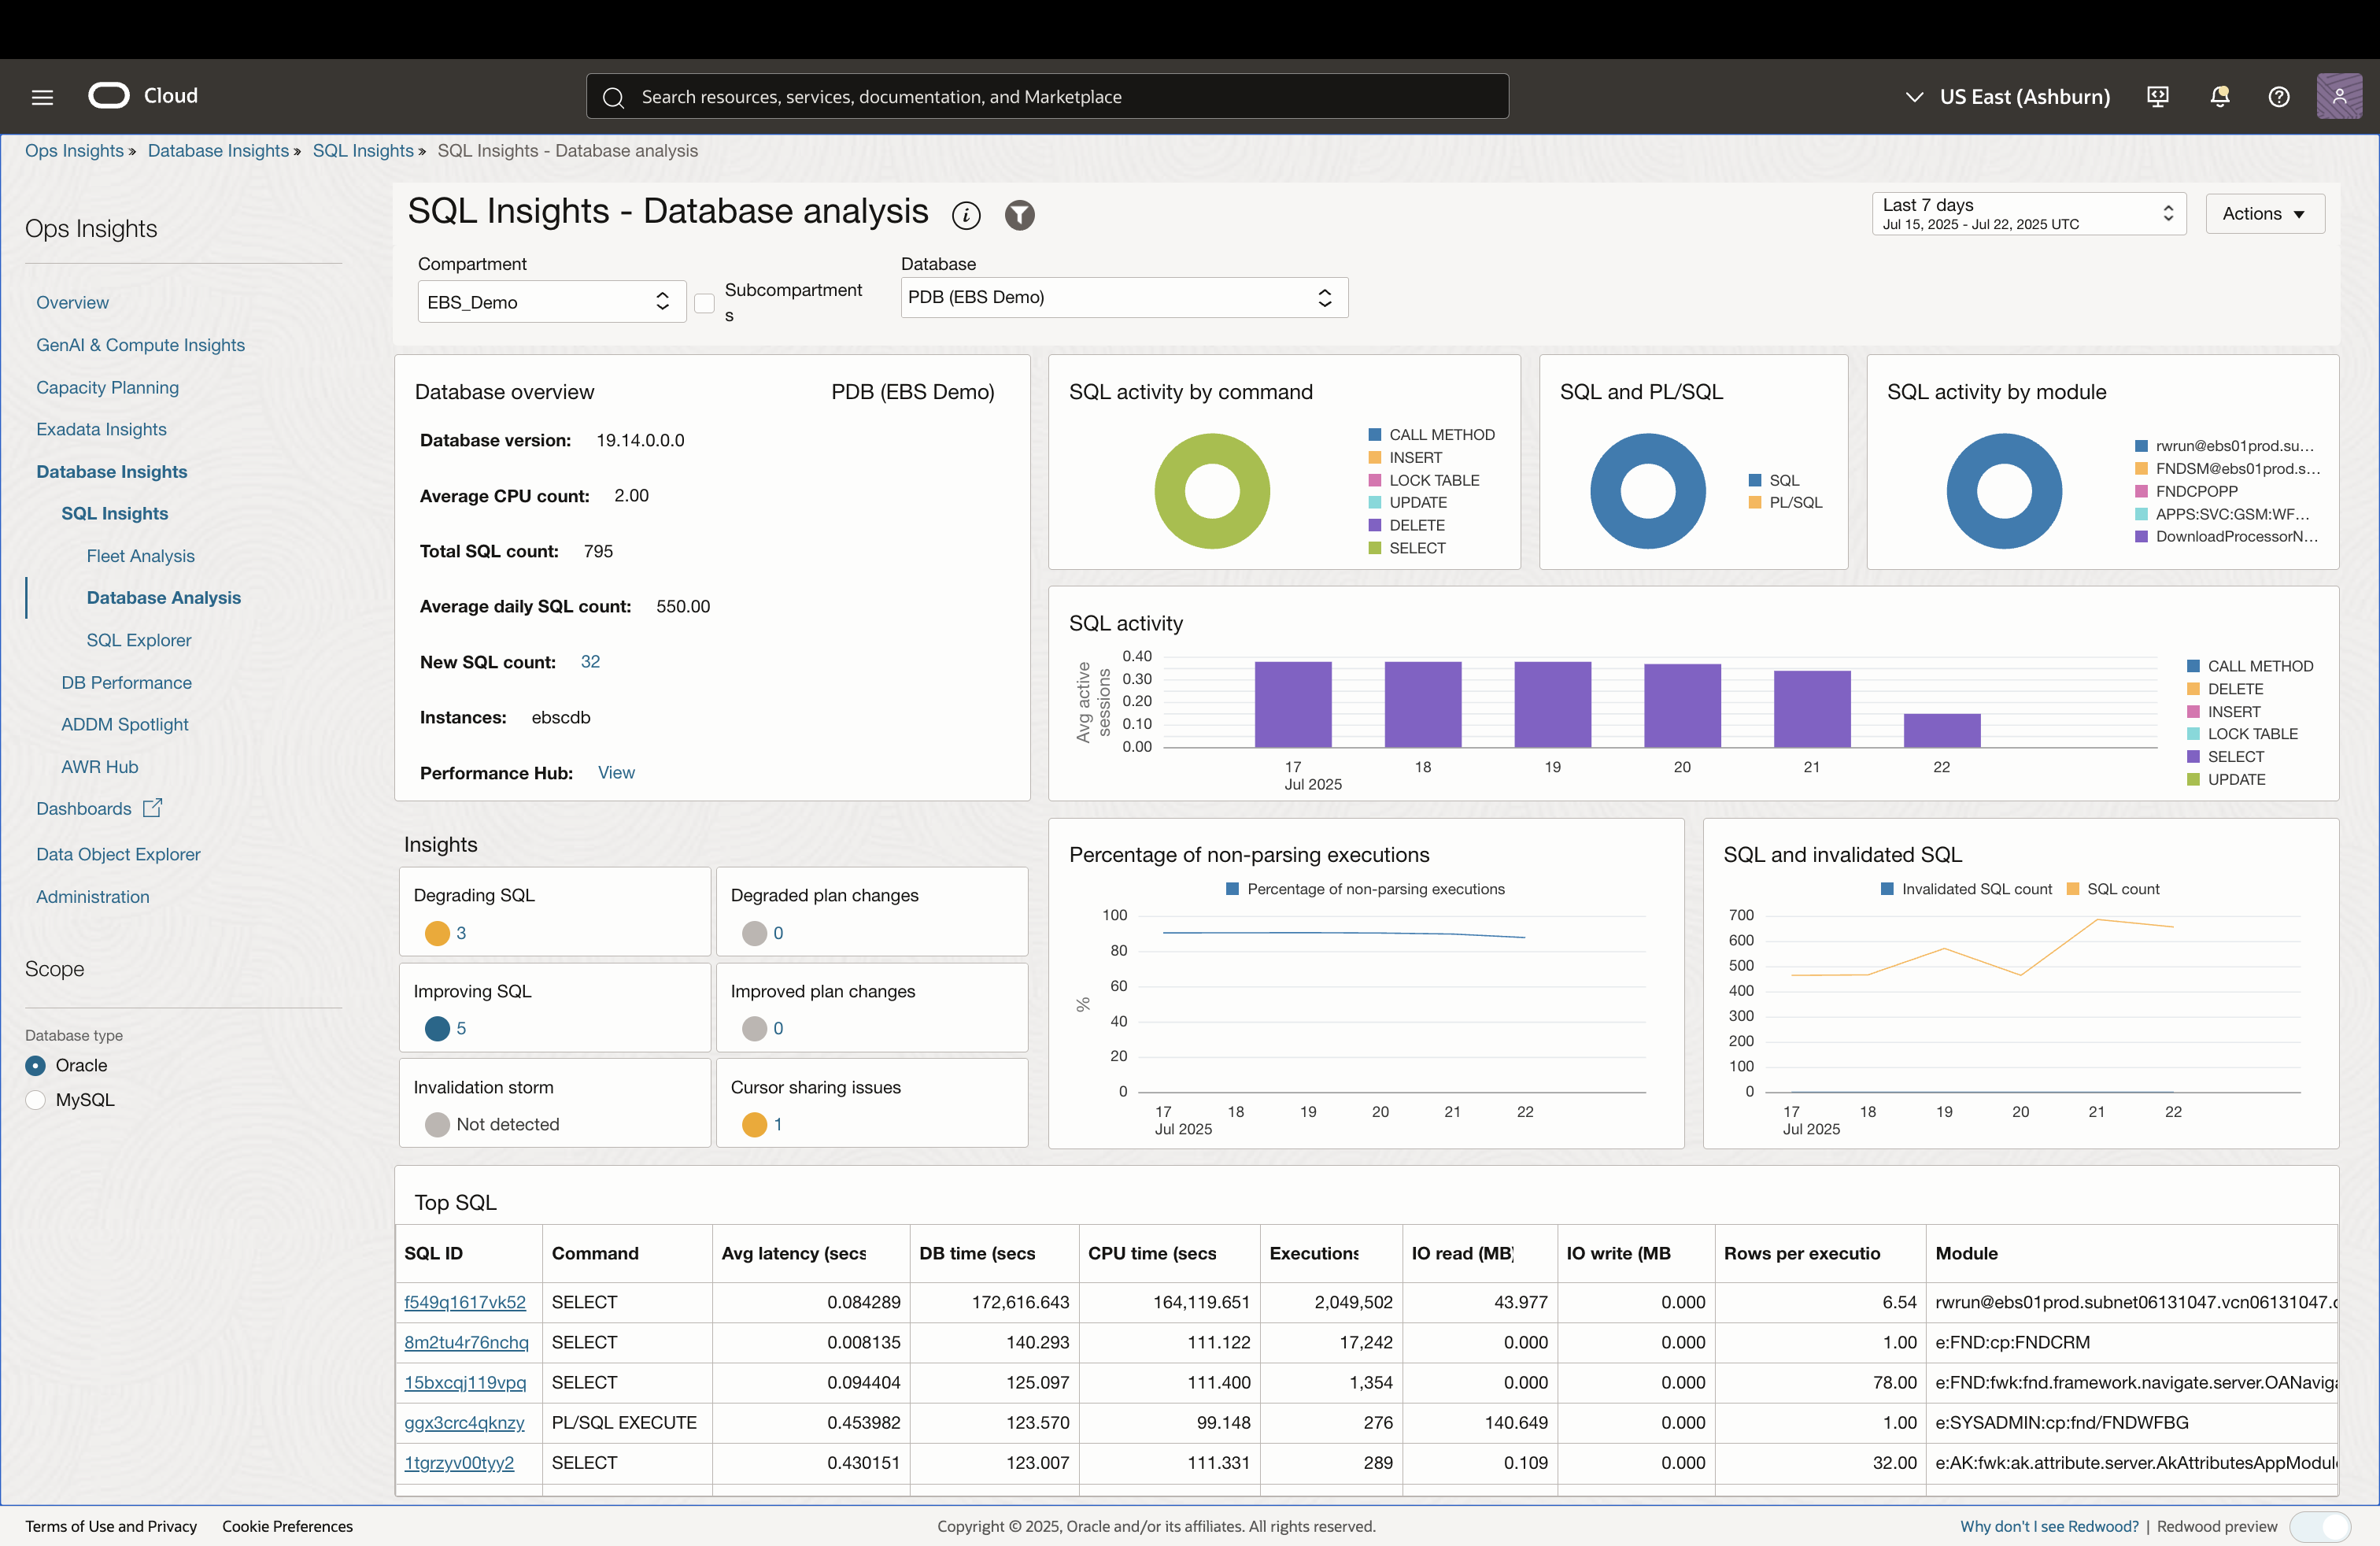 Cloud
Search resources, services, documentation, and Marketplace
US East (Ashburn)
Ops Insights » Database Insights » SQL Insights » SQL Insights - Database analysis
Ops Insights
Overview
GenAI & Compute Insights
Capacity Planning
Exadata Insights
Database Insights
SQL Insights
Fleet Analysis
Database Analysis
SQL Explorer
DB Performance
ADDM Spotlight
AWR Hub
Dashboards
Data Object Explorer
Administration
Scope
Database type
Oracle
MySQL
SQL Insights - Database analysis
Last 7 days
Jul 15, 2025 - Jul 22, 2025 UTC
Actions
Compartment
EBS_Demo
Subcompartment
s
Database
PDB (EBS Demo)
Database overview PDB (EBS Demo)
Database version: 19.14.0.0.0
Average CPU count: 2.00
Total SQL count: 795
Average daily SQL count: 550.00
New SQL count: 32
Instances: ebscdb
Performance Hub: View
SQL activity by command
CALL METHOD
INSERT
LOCK TABLE
UPDATE
DELETE
SELECT
SQL and PL/SQL
SQL
PL/SQL
SQL activity by module
rwrun@ebs01prod.su...
FNDSM@ebs01prod.s...
FNDCPOPP
APPS:SVC:GSM:WF...
DownloadProcessorN...
SQL activity
Avg active
sessions
0.40
0.30
0.20
0.10
0.00
17 18 19 20 21 22
Jul 2025
CALL METHOD
DELETE
INSERT
LOCK TABLE
SELECT
UPDATE
Insights
Degrading SQL
3
Degraded plan changes
0
Improving SQL
5
Improved plan changes
0
Invalidation storm
Not detected
Cursor sharing issues
1
Percentage of non-parsing executions
Percentage of non-parsing executions
%
100
80
60
40
20
0
17 18 19 20 21 22
Jul 2025
SQL and invalidated SQL
Invalidated SQL count SQL count
700
600
500
400
300
200
100
0
17 18 19 20 21 22
Jul 2025
Top SQL
SQL ID Command Avg latency (secs DB time (secs CPU time (secs Executions IO read (MB) IO write (MB Rows per executio Module
f549q1617vk52 SELECT 0.084289 172,616.643 164,119.651 2,049,502 43.977 0.000 6.54 rwrun@ebs01prod.subnet06131047.vcn06131047.
8m2tu4r76nchq SELECT 0.008135 140.293 111.122 17,242 0.000 0.000 1.00 e:FND:cp:FNDCRM
15bxcqj119vpq SELECT 0.094404 125.097 111.400 1,354 0.000 0.000 78.00 e:FND:fwk:fnd.framework.navigate.server.OANaviga
ggx3crc4qknzy PL/SQL EXECUTE 0.453982 123.570 99.148 276 140.649 0.000 1.00 e:SYSADMIN:cp:fnd/FNDWFBG
1tgrzyv00tyy2 SELECT 0.430151 123.007 111.331 289 0.109 0.000 32.00 e:AK:fwk:ak.attribute.server.AkAttributesAppModul
Terms of Use and Privacy Cookie Preferences
Copyright © 2025, Oracle and/or its affiliates. All rights reserved.
Why don't I see Redwood? | Redwood preview